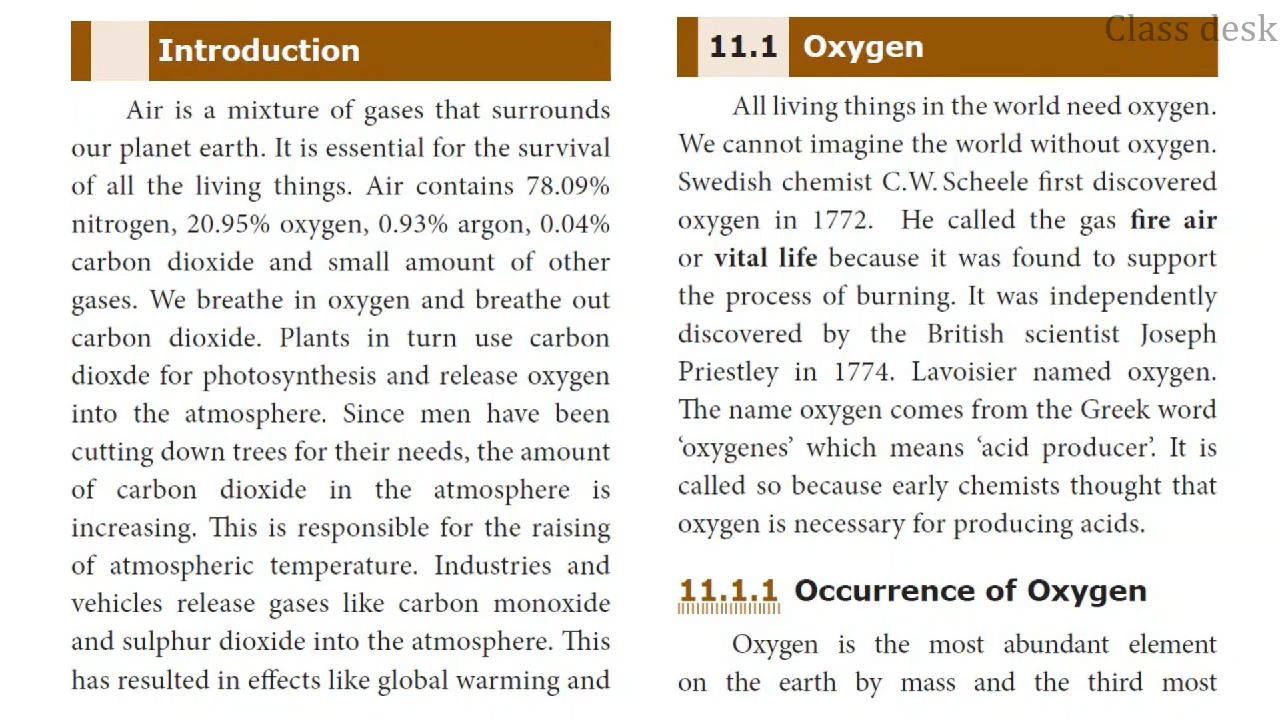 Introduction
Air is a mixture of gases that surrounds
our planet earth. It is essential for the survival
of all the living things. Air contains 78.09%
nitrogen, 20.95% oxygen, 0.93% argon, 0.04%
carbon dioxide and small amount of other
gases. We breathe in oxygen and breathe out
carbon dioxide. Plants in turn use carbon
dioxde for photosynthesis and release oxygen
into the atmosphere. Since men have been
cutting down trees for their needs, the amount
of carbon dioxide in the atmosphere is
increasing. This is responsible for the raising
of atmospheric temperature. Industries and
vehicles release gases like carbon monoxide
and sulphur dioxide into the atmosphere. This
has resulted in effects like global warming and
Class desk
11.1 Oxygen
All living things in the world need oxygen.
We cannot imagine the world without oxygen.
Swedish chemist C.W. Scheele first discovered
oxygen in 1772. He called the gas fire air
or vital life because it was found to support
the process of burning. It was independently
discovered by the British scientist Joseph
Priestley in 1774. Lavoisier named oxygen.
The name oxygen comes from the Greek word
‘oxygenes’ which means ‘acid producer’. It is
called so because early chemists thought that
oxygen is necessary for producing acids.
11.1.1 Occurrence of Oxygen
Oxygen is the most abundant element
on the earth by mass and the third most